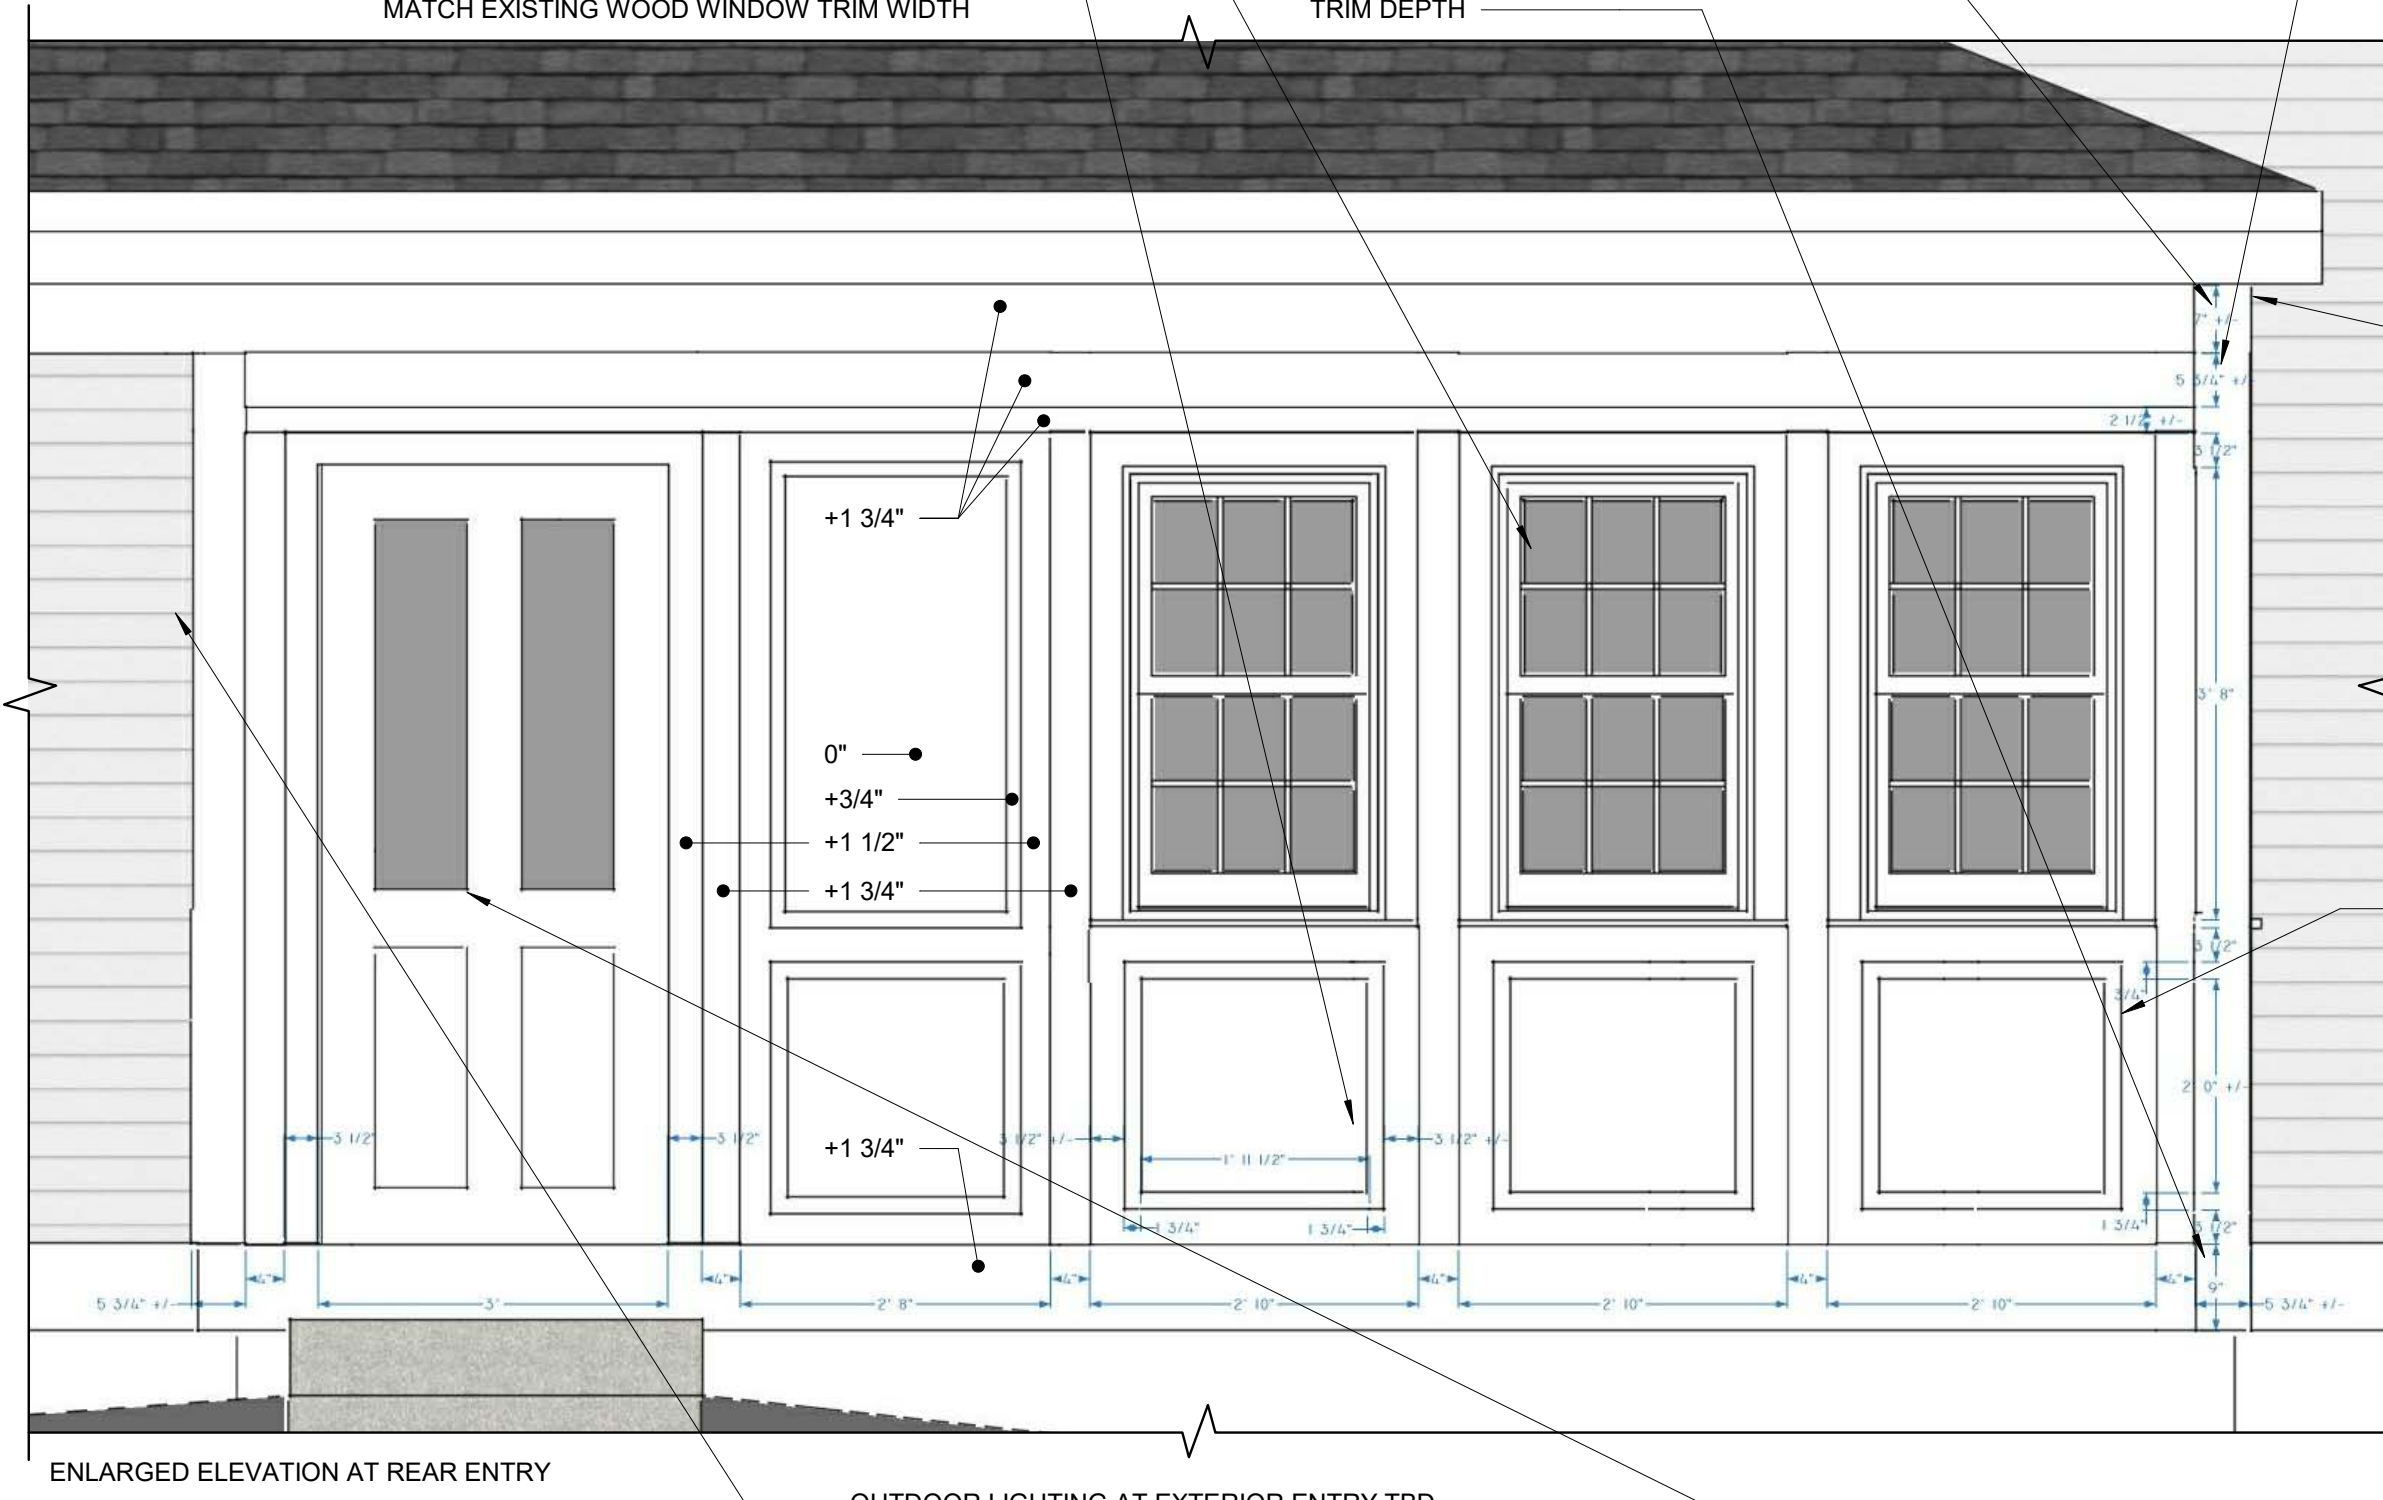 MATCH EXISTING WOOD WINDOW TRIM WIDTH
TRIM DEPTH
7" +/-
5 3/4" +/-
2 1/2" +/-
3 1/2"
+1 3/4"
3' 8"
0"
+3/4"
+1 1/2"
+1 3/4"
3 1/2"
3/4"
2' 0" +/-
3 1/2"
3 1/2"
+1 3/4"
3 1/2" +/-
3 1/2" +/-
1' 11 1/2"
1 3/4"
1 3/4"
1 3/4"
3 1/2"
4"
4"
4"
4"
4"
4"
9"
5 3/4" +/-
3'
2' 8"
2' 10"
2' 10"
2' 10"
5 3/4" +/-
ENLARGED ELEVATION AT REAR ENTRY
OUTDOOR LIGHTING AT EXTERIOR ENTRY TBD